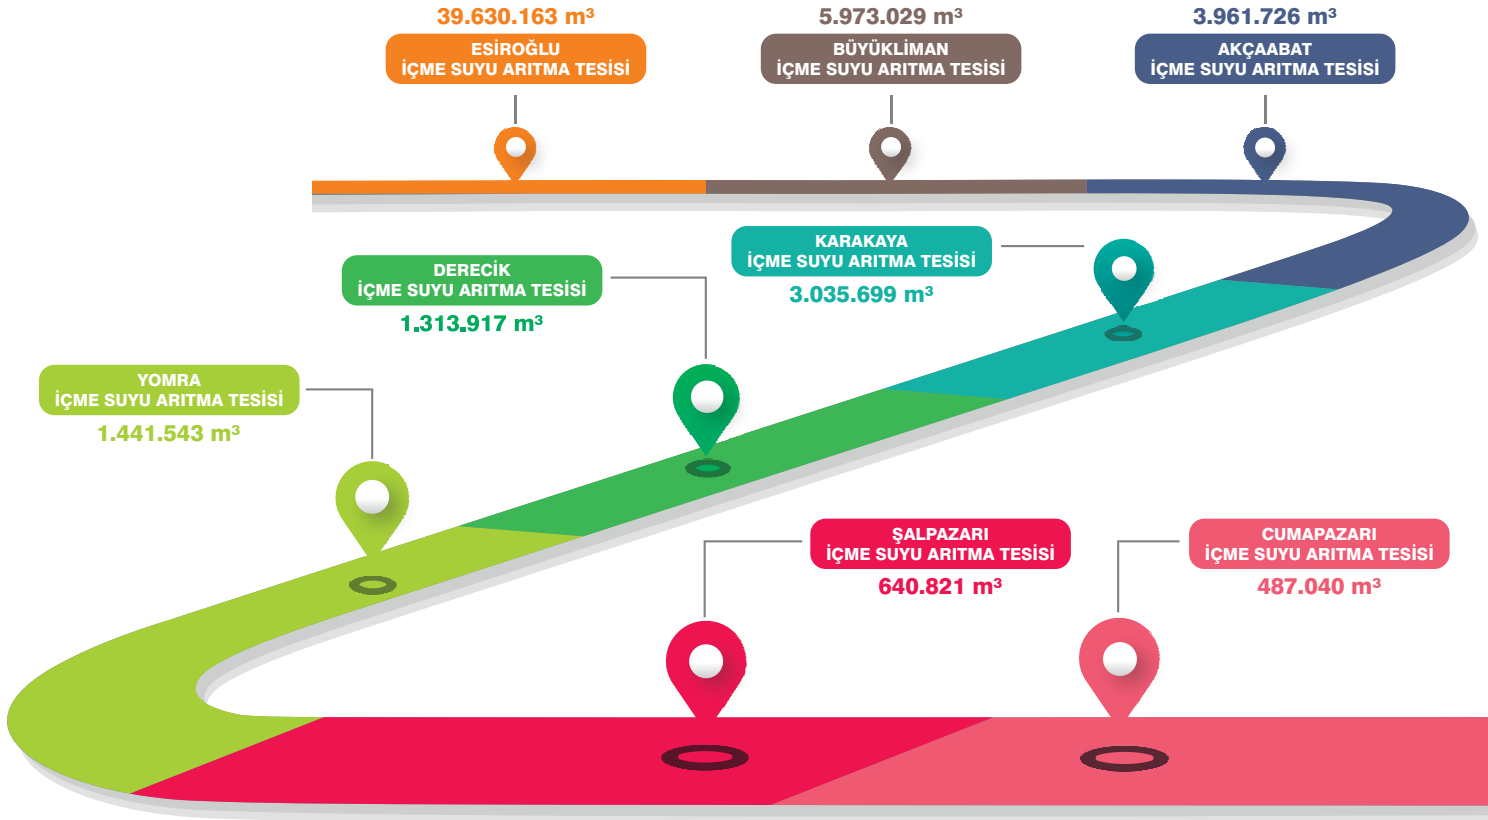 39.630.163 m³
ESİROĞLU
İÇME SUYU ARITMA TESİSİ
5.973.029 m³
BÜYÜKLİMAN
İÇME SUYU ARITMA TESİSİ
3.961.726 m³
AKÇAABAT
İÇME SUYU ARITMA TESİSİ
KARAKAYA
İÇME SUYU ARITMA TESİSİ
3.035.699 m³
DERECİK
İÇME SUYU ARITMA TESİSİ
1.313.917 m³
YOMRA
İÇME SUYU ARITMA TESİSİ
1.441.543 m³
ŞALPAZARI
İÇME SUYU ARITMA TESİSİ
640.821 m³
CUMAPAZARI
İÇME SUYU ARITMA TESİSİ
487.040 m³